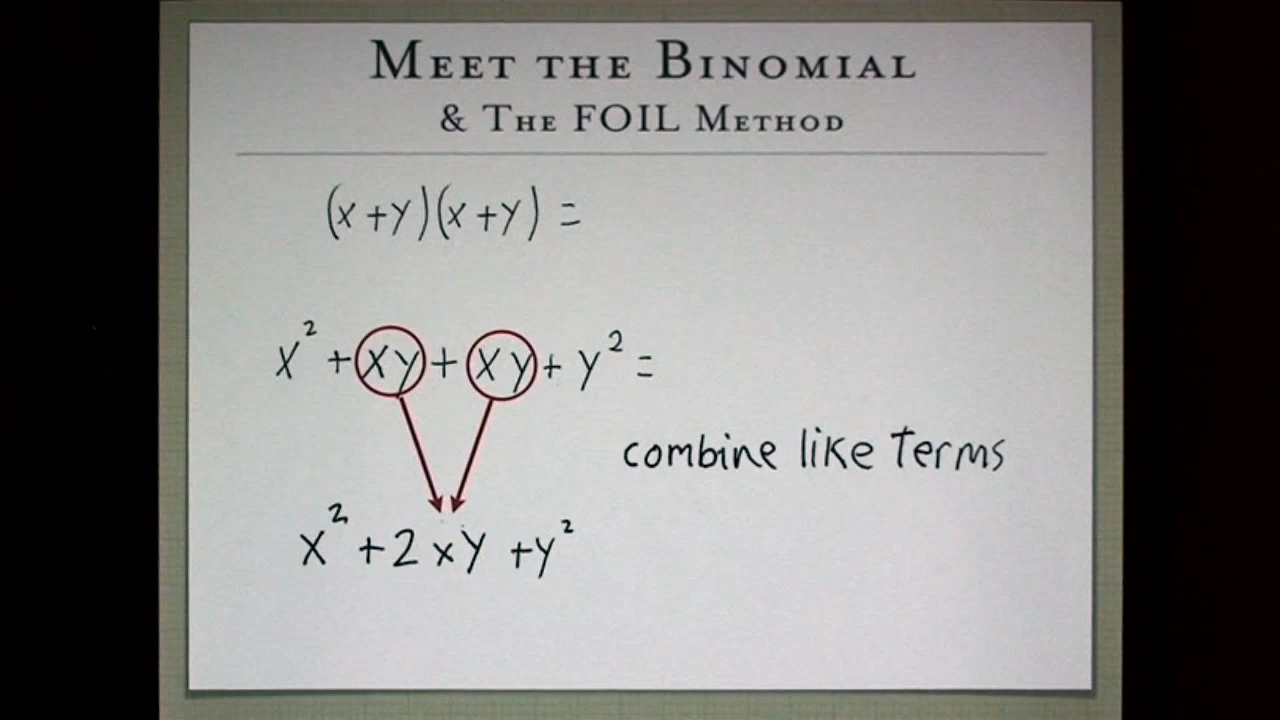 MEET THE BINOMIAL
& THE FOIL METHOD
(x+y)(x+y) =
x² + xy + xy + y² =
combine like terms
x² + 2xy + y²